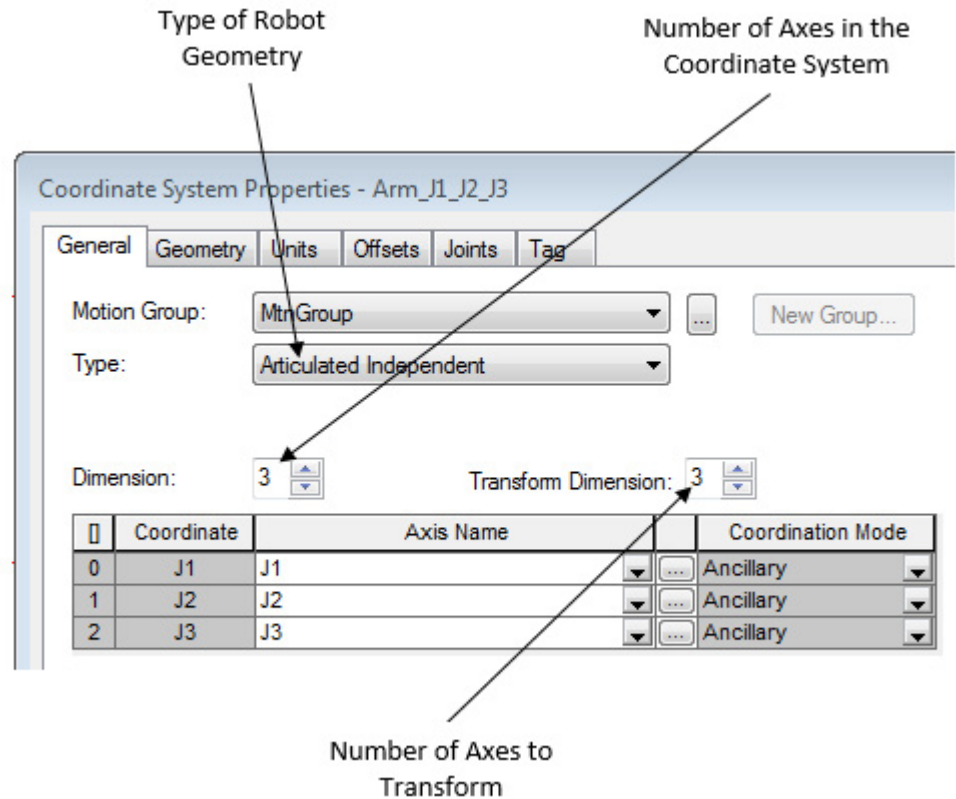 Type of Robot
Geometry
Number of Axes in the
Coordinate System
Coordinate System Properties - Arm_J1_J2_J3
General Geometry Units Offsets Joints Tag
Motion Group: MtnGroup ... New Group...
Type: Articulated Independent
Dimension: 3 Transform Dimension: 3
[] Coordinate Axis Name Coordination Mode
0 J1 J1 ... Ancillary
1 J2 J2 ... Ancillary
2 J3 J3 ... Ancillary
Number of Axes to
Transform